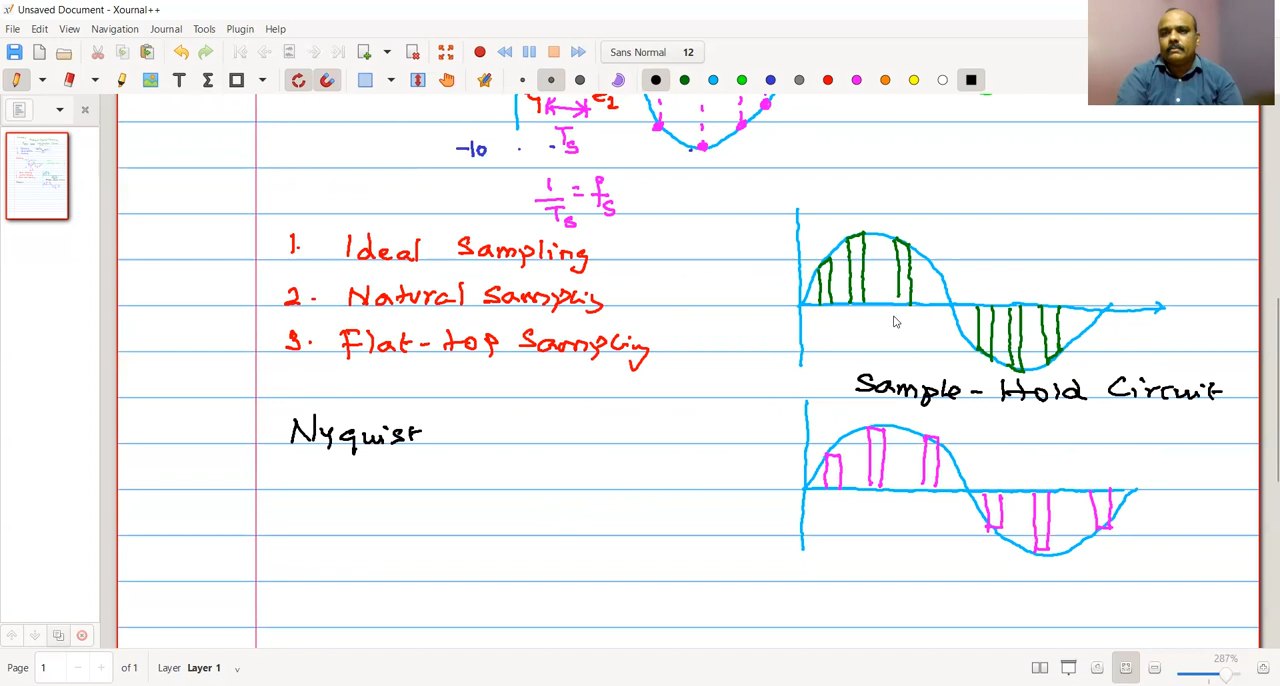 Unsaved Document - Xournal++
File Edit View Navigation Journal Tools Plugin Help
Sans Normal 12
Ts
-10
1/Ts = fs
1. Ideal Sampling
2. Natural Sampling
3. Flat-top Sampling
Sample-Hold Circuit
Nyquist
Page 1 of 1 Layer Layer 1 287%